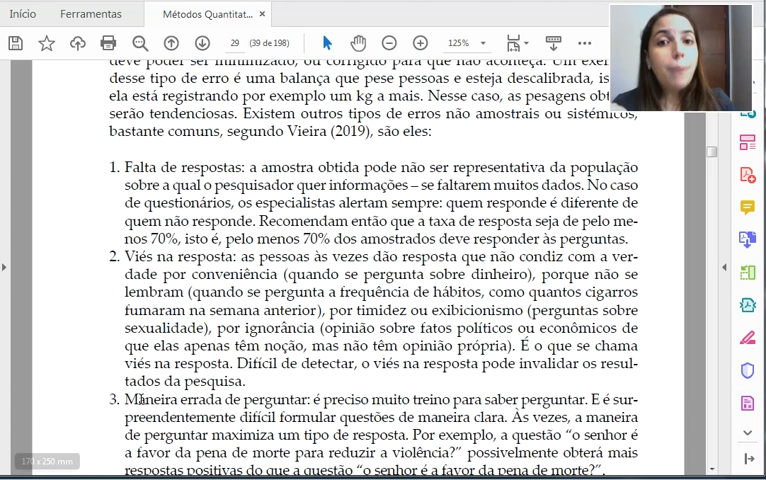 Início
Ferramentas
Métodos Quantitat...
×
29
(39 de 198)
125%
deve poder ser minimizado, ou corrigido para que não aconteça. Um
desse tipo de erro é uma balança que pese pessoas e esteja descalibrada,
ela está registrando por exemplo um kg a mais. Nesse caso, as pesagens
serão tendenciosas. Existem outros tipos de erros não amostrais ou sistêmicos,
bastante comuns, segundo Vieira (2019), são eles:
1. Falta de respostas: a amostra obtida pode não ser representativa da população
sobre a qual o pesquisador quer informações – se faltarem muitos dados. No caso
de questionários, os especialistas alertam sempre: quem responde é diferente de
quem não responde. Recomendam então que a taxa de resposta seja de pelo me-
nos 70%, isto é, pelo menos 70% dos amostrados deve responder às perguntas.
2. Viés na resposta: as pessoas às vezes dão resposta que não condiz com a ver-
dade por conveniência (quando se pergunta sobre dinheiro), porque não se
lembram (quando se pergunta a frequência de hábitos, como quantos cigarros
fumaram na semana anterior), por timidez ou exibicionismo (perguntas sobre
sexualidade), por ignorância (opinião sobre fatos políticos ou econômicos de
que elas apenas têm noção, mas não têm opinião própria). É o que se chama
viés na resposta. Difícil de detectar, o viés na resposta pode invalidar os resul-
tados da pesquisa.
3. Maneira errada de perguntar: é preciso muito treino para saber perguntar. E é sur-
preendentemente difícil formular questões de maneira clara. Às vezes, a maneira
de perguntar maximiza um tipo de resposta. Por exemplo, a questão “o senhor é
a favor da pena de morte para reduzir a violência?” possivelmente obterá mais
respostas positivas do que a questão “o senhor é a favor da pena de morte?”.
170 x 250 mm